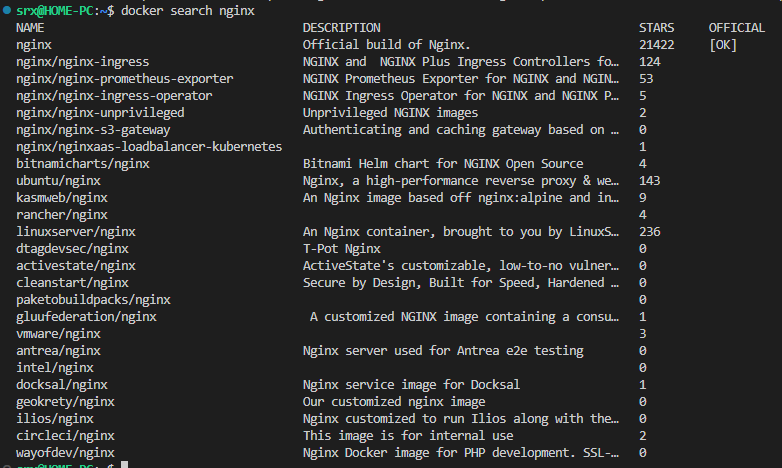 srx@HOME-PC:~$ docker search nginx
NAME DESCRIPTION STARS OFFICIAL
nginx Official build of Nginx. 21422 [OK]
nginx/nginx-ingress NGINX and  NGINX Plus Ingress Controllers fo… 124
nginx/nginx-prometheus-exporter NGINX Prometheus Exporter for NGINX and NGIN… 53
nginx/nginx-ingress-operator NGINX Ingress Operator for NGINX and NGINX P… 5
nginx/nginx-unprivileged Unprivileged NGINX images 2
nginx/nginx-s3-gateway Authenticating and caching gateway based on … 0
nginx/nginxaas-loadbalancer-kubernetes 1
bitnamicharts/nginx Bitnami Helm chart for NGINX Open Source 4
ubuntu/nginx Nginx, a high-performance reverse proxy & we… 143
kasmweb/nginx An Nginx image based off nginx:alpine and in… 9
rancher/nginx 4
linuxserver/nginx An Nginx container, brought to you by LinuxS… 236
dtagdevsec/nginx T-Pot Nginx 0
activestate/nginx ActiveState's customizable, low-to-no vulner… 0
cleanstart/nginx Secure by Design, Built for Speed, Hardened … 0
paketobuildpacks/nginx 0
gluufederation/nginx A customized NGINX image containing a consu… 1
vmware/nginx 3
antrea/nginx Nginx server used for Antrea e2e testing 0
intel/nginx 0
docksal/nginx Nginx service image for Docksal 1
geokrety/nginx Our customized nginx image 0
ilios/nginx Nginx customized to run Ilios along with the… 0
circleci/nginx This image is for internal use 2
wayofdev/nginx Nginx Docker image for PHP development. SSL-… 0
srx@HOME-PC:~$